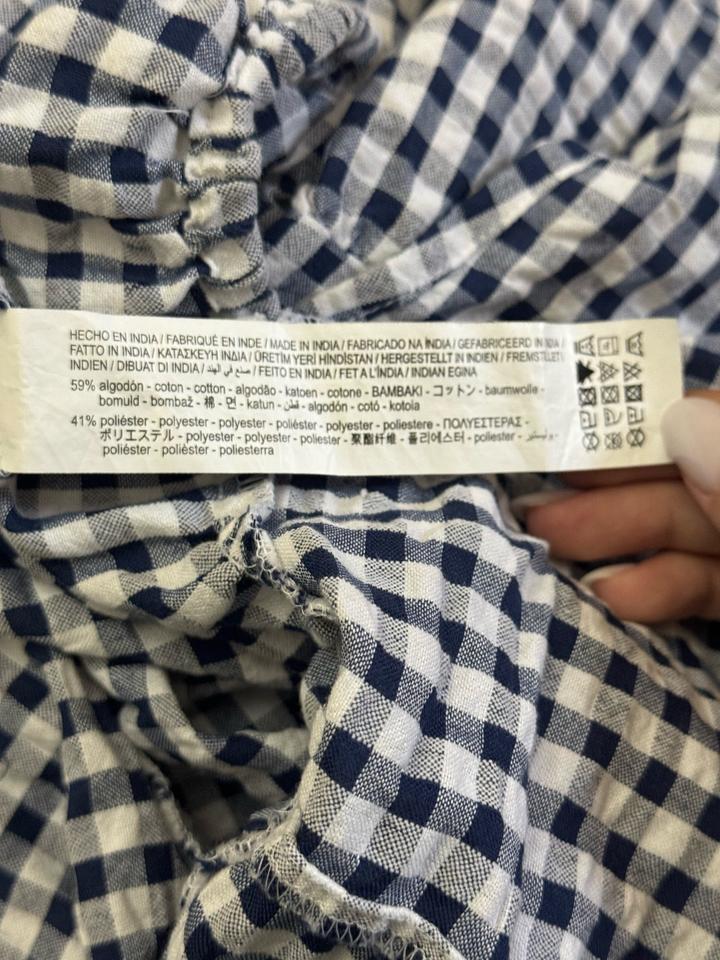 HECHO EN INDIA / FABRIQUÉ EN INDE / MADE IN INDIA / FABRICADO NA ÍNDIA / GEFABRICEERD IN INDIA /
FATTO IN INDIA / ΚΑΤΑΣΚΕΥΗ ΙΝΔΙΑ / ÜRETİM YERİ HİNDİSTAN / HERGESTELLT IN INDIEN / FREMSTILLET I
INDIEN / DIBUAT DI INDIA / صنع في الهند / FEITO EN INDIA / FET A L'ÍNDIA / INDIAN EGINA
59% algodón - coton - cotton - algodão - katoen - cotone - ΒΑΜΒΑΚΙ - コットン - baumwolle -
bomuld - bombaž - 棉 - 면 - katun - قطن - algodón - cotó - kotoia
41% poliéster - polyester - polyester - poliéster - polyester - poliestere - ΠΟΛΥΕΣΤΕΡΑΣ -
ポリエステル - polyester - polyester - poliester - 聚酯纤维 - 폴리에스터 - poliester - بوليستر -
poliéster - polièster - poliesterra